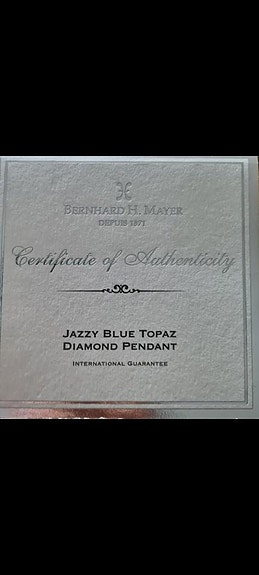 BERNHARD H. MAYER
DEPUIS 1871
Certificate of Authenticity
JAZZY BLUE TOPAZ
DIAMOND PENDANT
INTERNATIONAL GUARANTEE